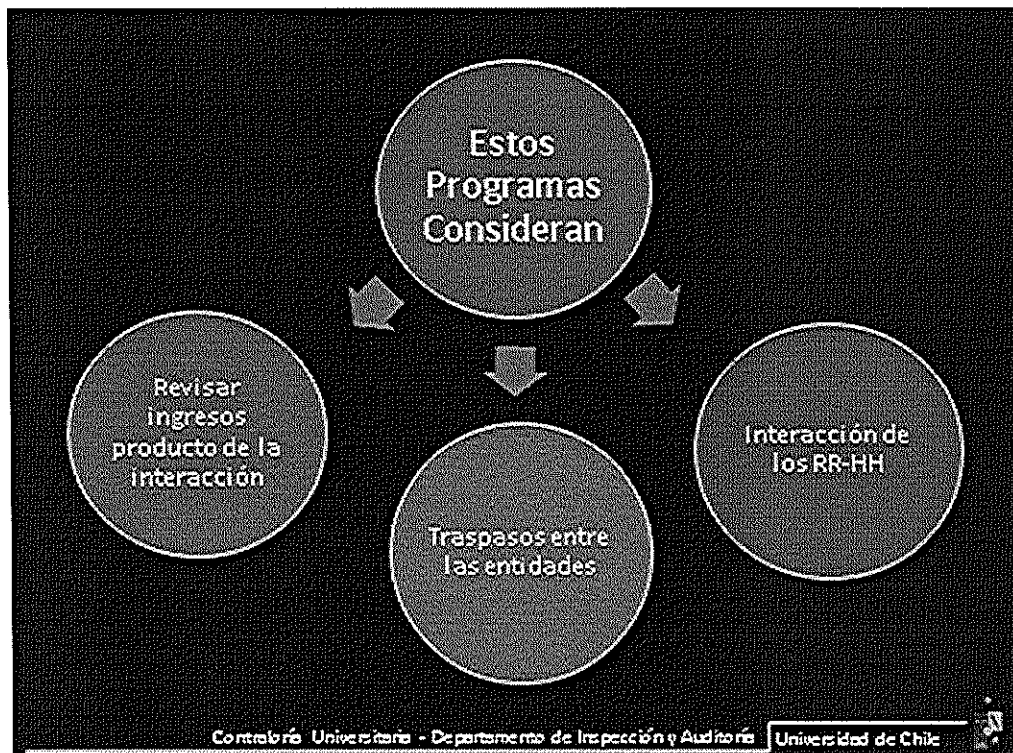 Estos
Programas
Consideran
Revisar
ingresos
producto de la
interacción
Traspasos entre
las entidades
Interacción de
los RR-HH
Contraloría Universitaria - Departamento de Inspección y Auditoría
Universidad de Chile